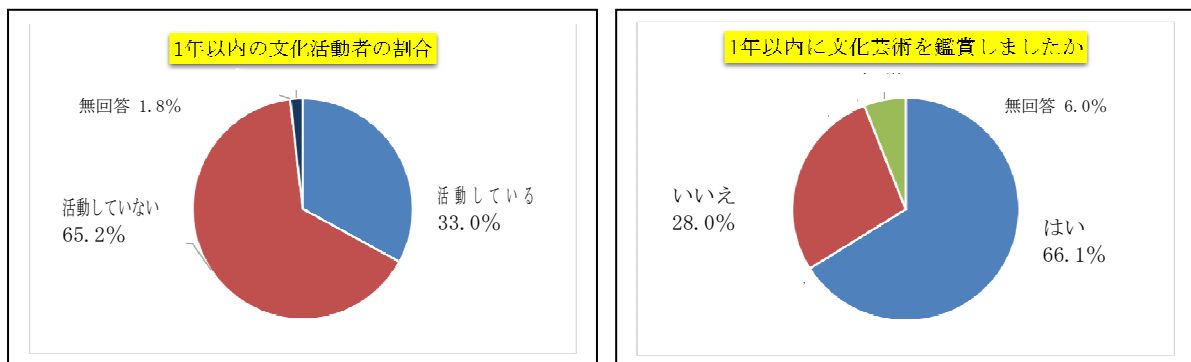 1年以内の文化活動者の割合
無回答 1.8%
活動していない
65.2%
活動している
33.0%
1年以内に文化芸術を鑑賞しましたか
無回答 6.0%
いいえ
28.0%
はい
66.1%